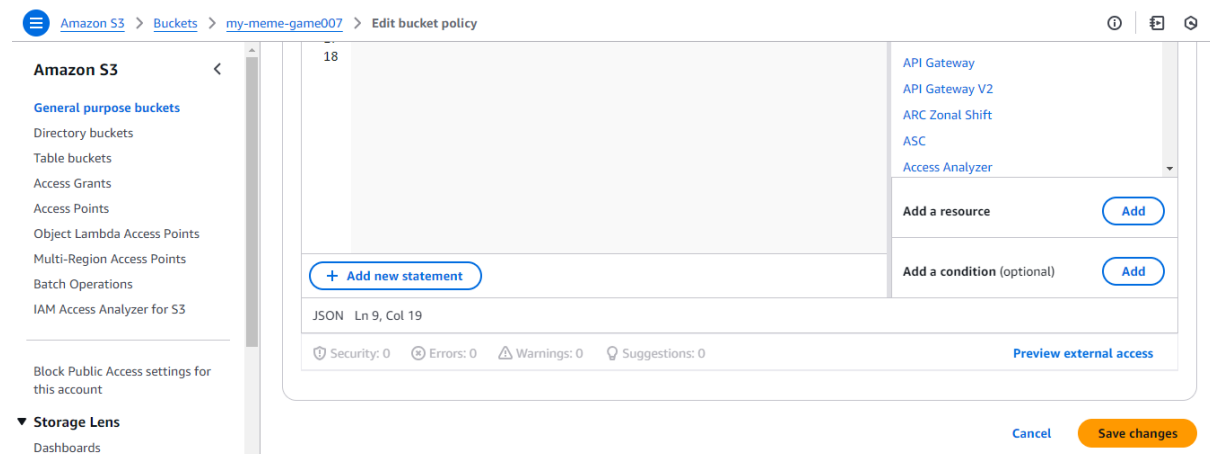 Amazon S3 > Buckets > my-meme-game007 > Edit bucket policy
Amazon S3
General purpose buckets
Directory buckets
Table buckets
Access Grants
Access Points
Object Lambda Access Points
Multi-Region Access Points
Batch Operations
IAM Access Analyzer for S3
Block Public Access settings for
this account
Storage Lens
Dashboards
18
+ Add new statement
API Gateway
API Gateway V2
ARC Zonal Shift
ASC
Access Analyzer
Add a resource
Add
Add a condition (optional)
Add
JSON Ln 9, Col 19
Security: 0 Errors: 0 Warnings: 0 Suggestions: 0
Preview external access
Cancel
Save changes